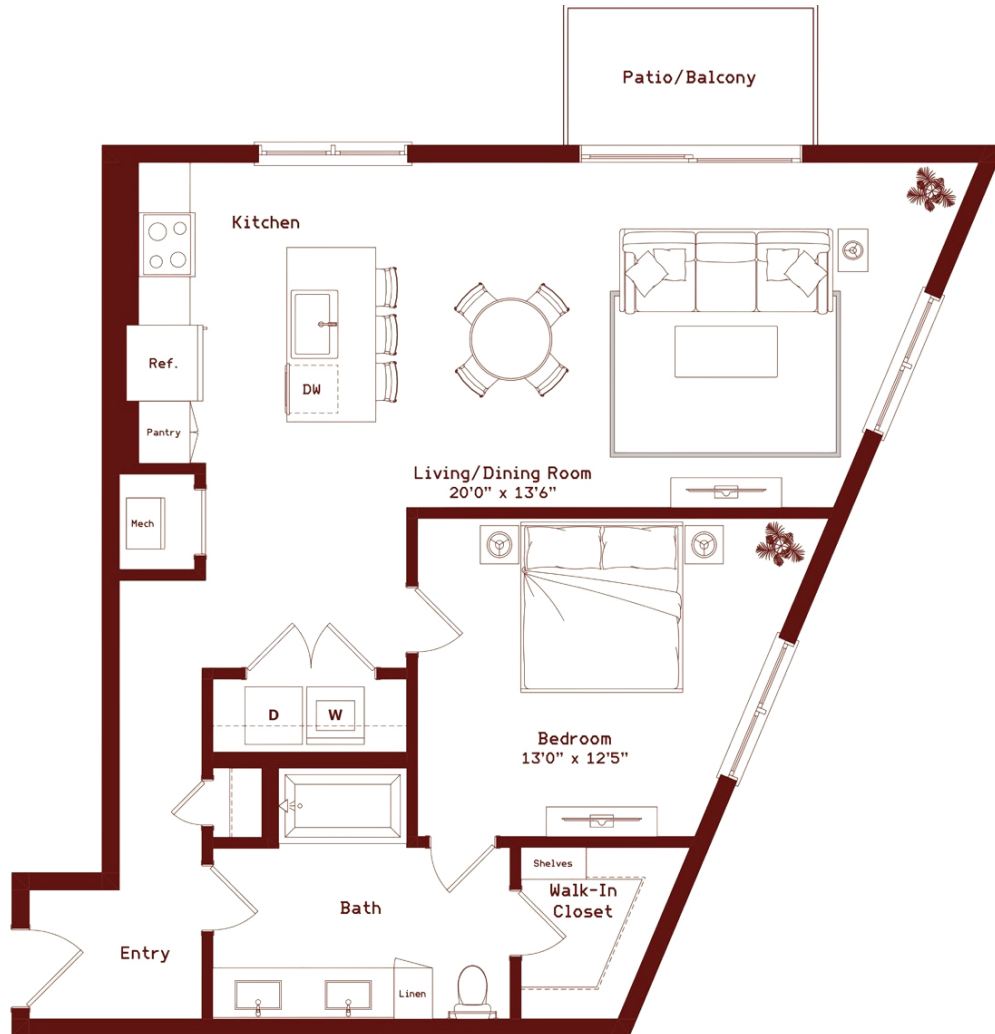 Patio/Balcony
Kitchen
Ref.
DW
Pantry
Living/Dining Room
20'0" x 13'6"
Mech
D
W
Bedroom
13'0" x 12'5"
Shelves
Walk-In
Closet
Bath
Entry
Linen